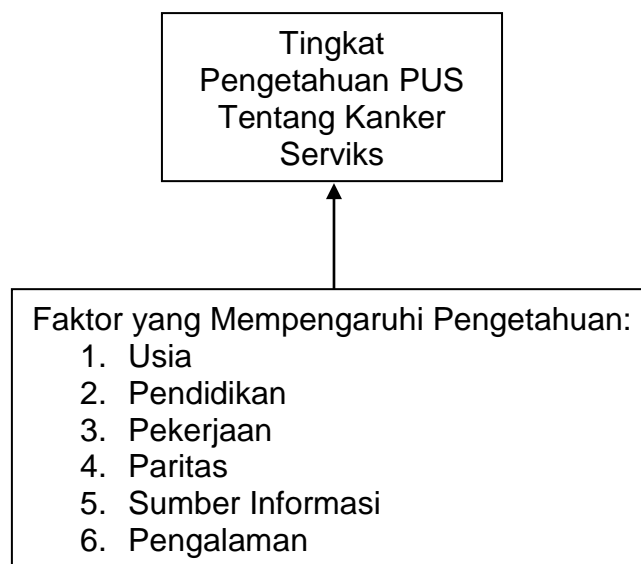 Tingkat
Pengetahuan PUS
Tentang Kanker
Serviks
Faktor yang Mempengaruhi Pengetahuan:
1. Usia
2. Pendidikan
3. Pekerjaan
4. Paritas
5. Sumber Informasi
6. Pengalaman